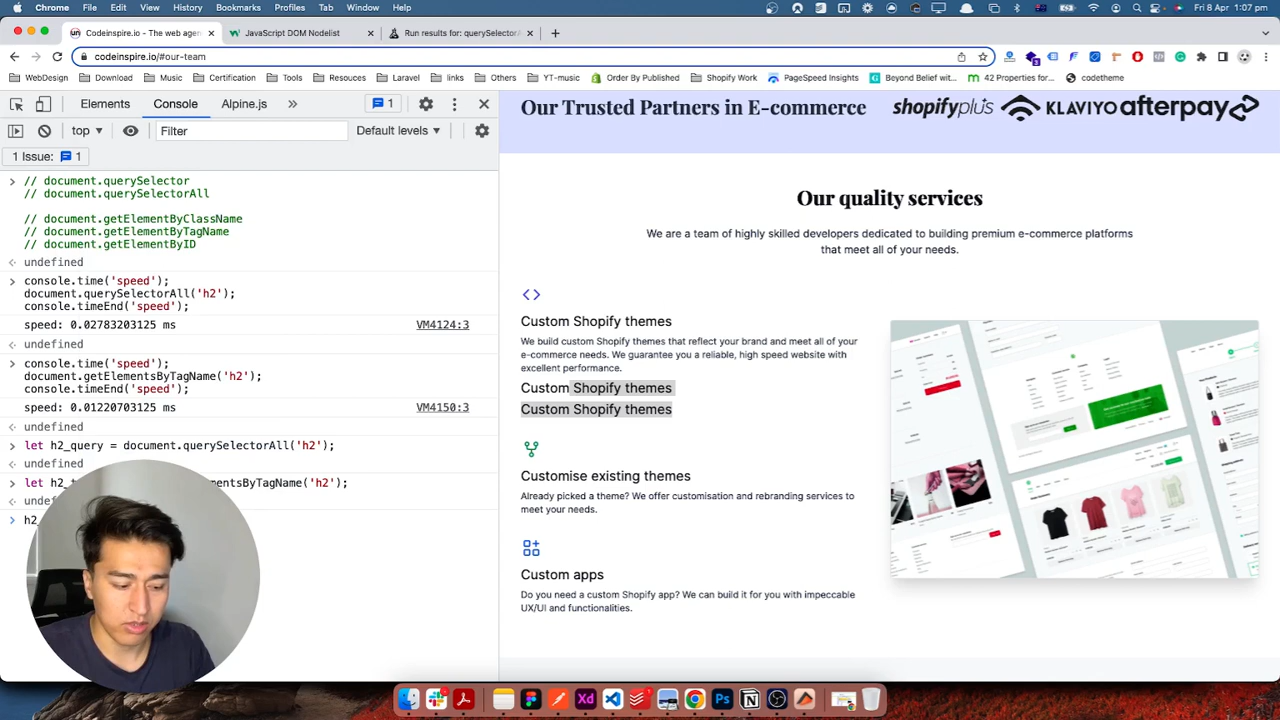 Chrome File Edit View History Bookmarks Profiles Tab Window Help
Fri 8 Apr 1:07 pm
Codeinspire.io - The web agen
JavaScript DOM Nodelist
Run results for: querySelectorA
codeinspire.io/#our-team
WebDesign Download Music Certification Tools Resouces Laravel links Others YT-music Order By Published Shopify Work PageSpeed Insights Beyond Belief wit... 42 Properties for... codetheme
Elements Console Alpine.js 1
top Filter Default levels
1 Issue: 1
// document.querySelector
// document.querySelectorAll
// document.getElementByClassName
// document.getElementByTagName
// document.getElementByID
undefined
console.time('speed');
document.querySelectorAll('h2');
console.timeEnd('speed');
speed: 0.02783203125 ms VM4124:3
undefined
console.time('speed');
document.getElementsByTagName('h2');
console.timeEnd('speed');
speed: 0.01220703125 ms VM4150:3
undefined
let h2_query = document.querySelectorAll('h2');
undefined
let h2_t
mentsByTagName('h2');
undef
h2_
Our Trusted Partners in E-commerce
shopifyplus KLAVIYO afterpay
Our quality services
We are a team of highly skilled developers dedicated to building premium e-commerce platforms
that meet all of your needs.
Custom Shopify themes
We build custom Shopify themes that reflect your brand and meet all of your
e-commerce needs. We guarantee you a reliable, high speed website with
excellent performance.
Custom Shopify themes
Custom Shopify themes
Customise existing themes
Already picked a theme? We offer customisation and rebranding services to
meet your needs.
Custom apps
Do you need a custom Shopify app? We can build it for you with impeccable
UX/UI and functionalities.